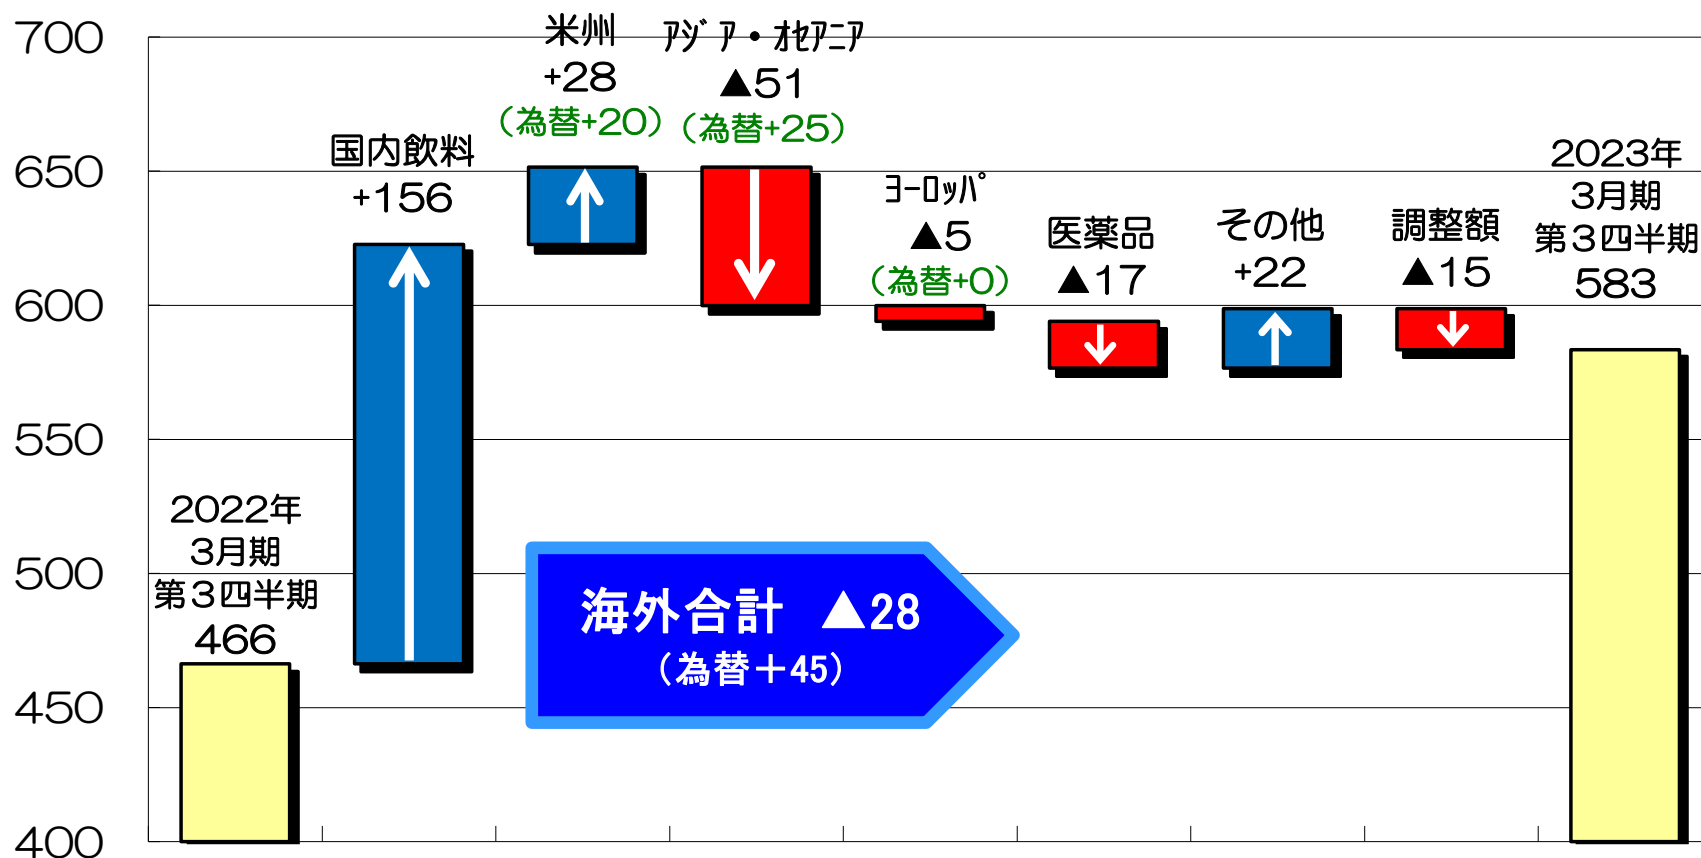 700
650
600
550
500
450
400
2022年
3月期
第3四半期
466
国内飲料
+156
米州
+28
(為替+20)
ｱｼﾞｱ・ｵｾｱﾆｱ
▲51
(為替+25)
ﾖｰﾛｯﾊﾟ
▲5
(為替+0)
医薬品
▲17
その他
+22
調整額
▲15
2023年
3月期
第3四半期
583
海外合計 ▲28
(為替＋45)